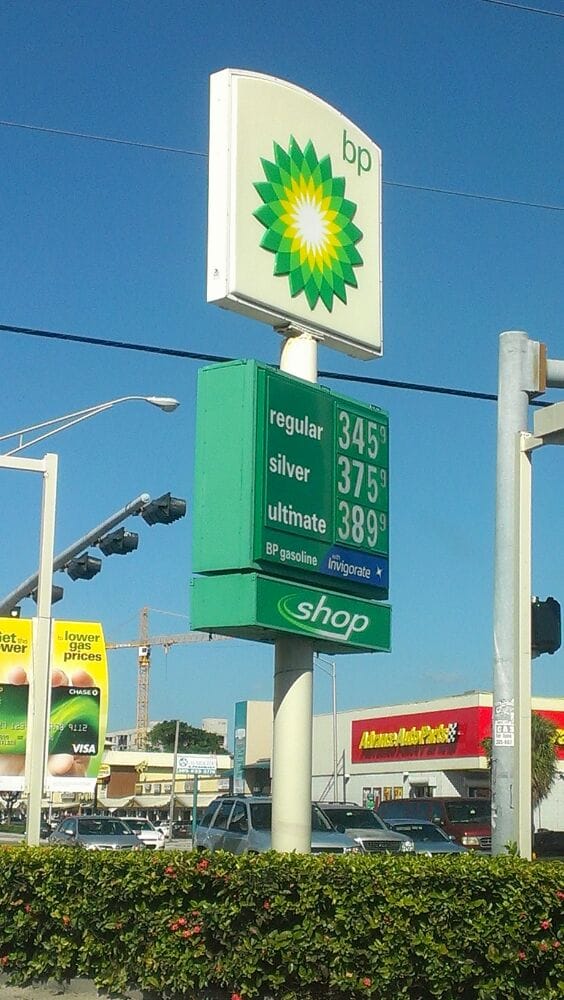 bp
regular 345 9
silver 375 9
ultimate 389 9
BP gasoline with Invigorate
shop
lower
gas
prices
CHASE
9112
VISA
Advance Auto Parts